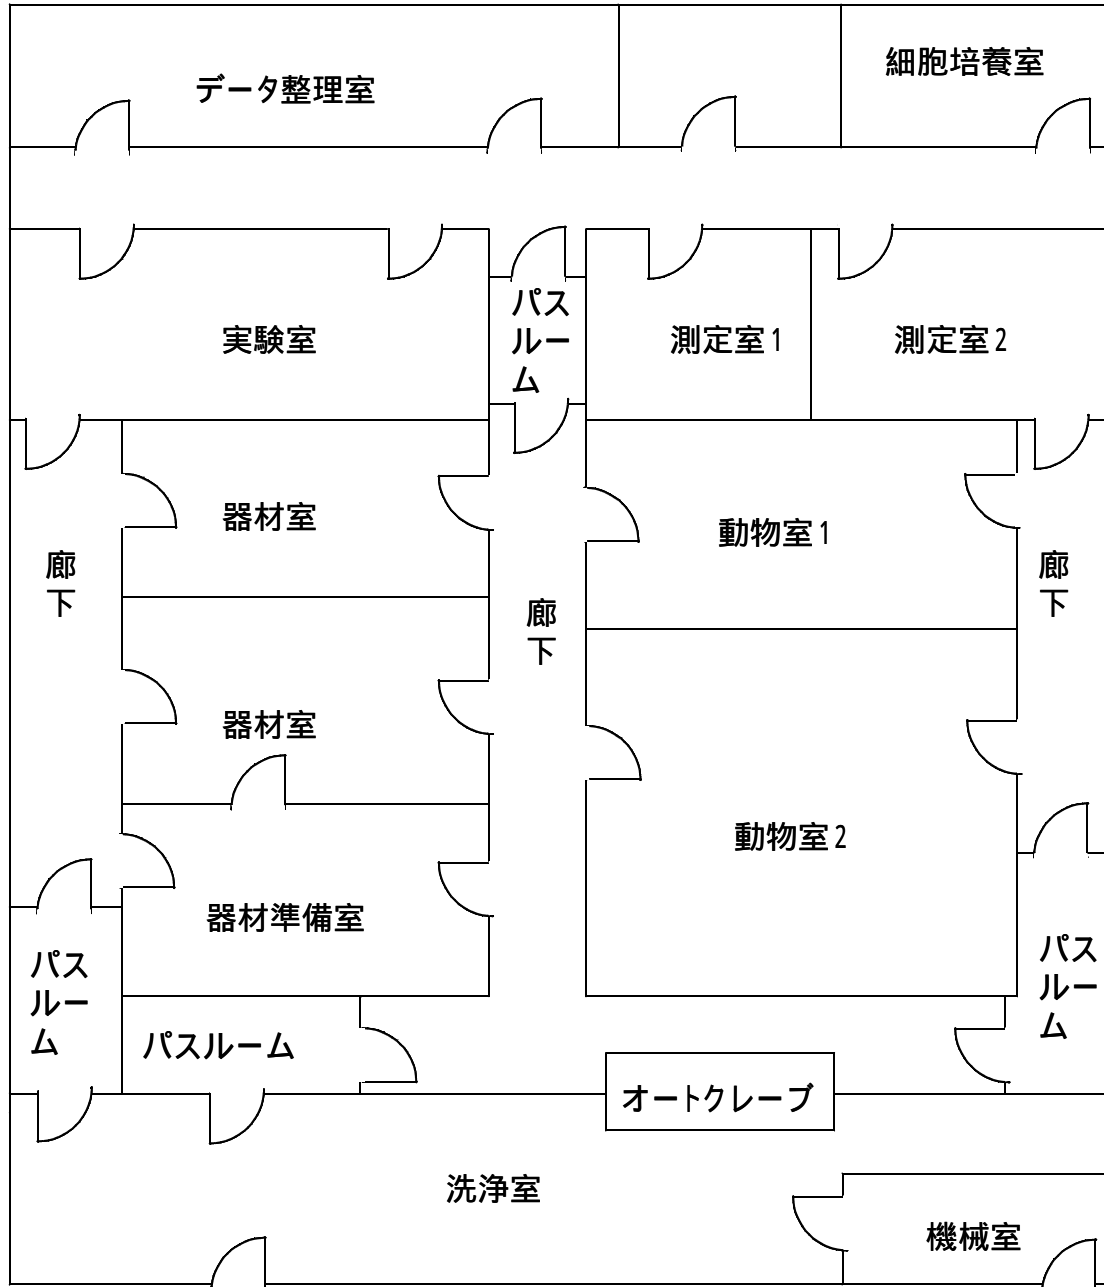 データ整理室
細胞培養室
実験室
パス
ルー
ム
測定室1
測定室2
器材室
動物室1
廊
下
廊
下
廊
下
器材室
動物室2
器材準備室
パス
ルー
ム
パス
ルー
ム
パスルーム
オートクレーブ
洗浄室
機械室